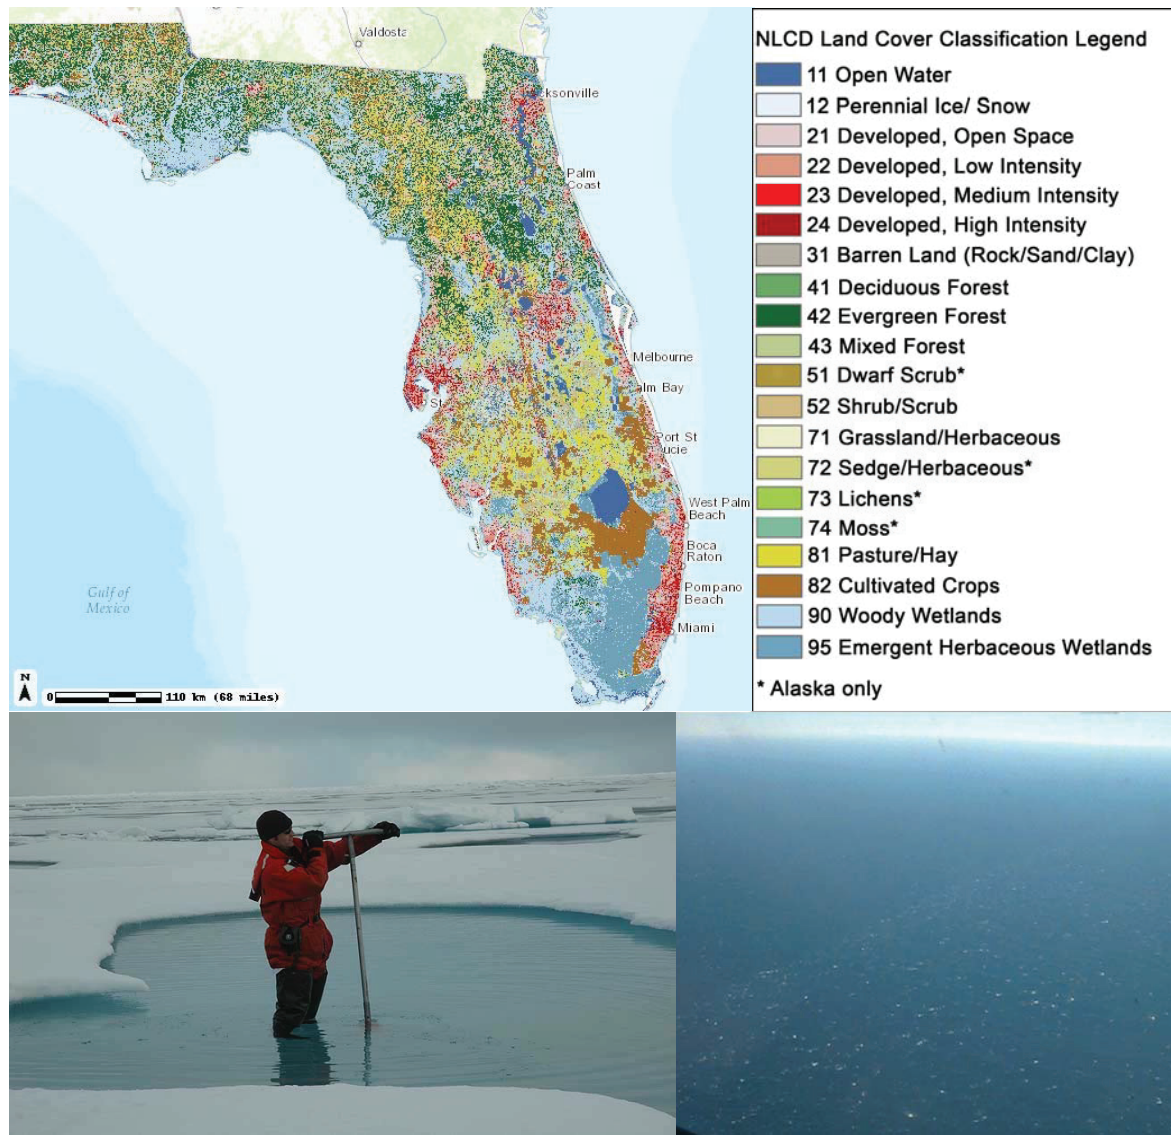 Valdosta
cksonville
Palm
Coast
Melbourne
alm Bay
St
Port St
ucie
West Palm
Beach
Boca
Raton
Pompano
Beach
Miami
Gulf of
Mexico
N
0 110 km (68 miles)
NLCD Land Cover Classification Legend
11 Open Water
12 Perennial Ice/ Snow
21 Developed, Open Space
22 Developed, Low Intensity
23 Developed, Medium Intensity
24 Developed, High Intensity
31 Barren Land (Rock/Sand/Clay)
41 Deciduous Forest
42 Evergreen Forest
43 Mixed Forest
51 Dwarf Scrub*
52 Shrub/Scrub
71 Grassland/Herbaceous
72 Sedge/Herbaceous*
73 Lichens*
74 Moss*
81 Pasture/Hay
82 Cultivated Crops
90 Woody Wetlands
95 Emergent Herbaceous Wetlands
* Alaska only